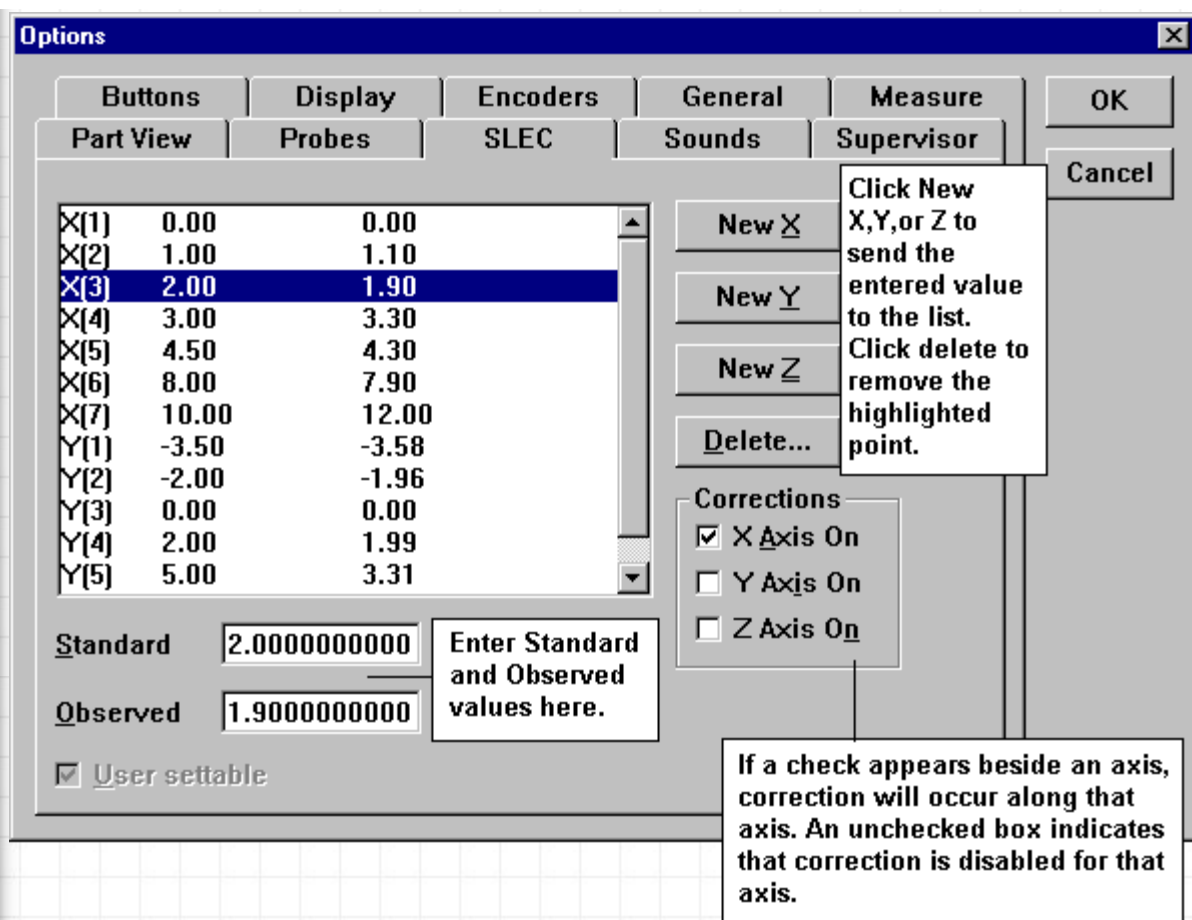 Options
Buttons Display Encoders General Measure
Part View Probes SLEC Sounds Supervisor
OK
Cancel
X(1) 0.00 0.00
X(2) 1.00 1.10
X(3) 2.00 1.90
X(4) 3.00 3.30
X(5) 4.50 4.30
X(6) 8.00 7.90
X(7) 10.00 12.00
Y(1) -3.50 -3.58
Y(2) -2.00 -1.96
Y(3) 0.00 0.00
Y(4) 2.00 1.99
Y(5) 5.00 3.31
New X
New Y
New Z
Delete...
Click New
X,Y,or Z to
send the
entered value
to the list.
Click delete to
remove the
highlighted
point.
Corrections
X Axis On
Y Axis On
Z Axis On
Standard 2.0000000000
Observed 1.9000000000
Enter Standard
and Observed
values here.
User settable
If a check appears beside an axis,
correction will occur along that
axis. An unchecked box indicates
that correction is disabled for that
axis.